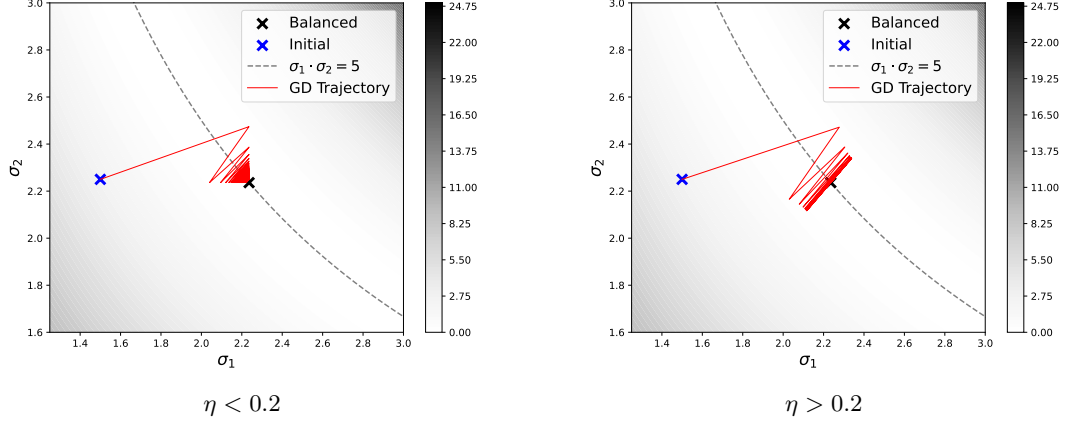 3.0
2.8
2.6
2.4
2.2
2.0
1.8
1.6
σ₂
1.4 1.6 1.8 2.0 2.2 2.4 2.6 2.8 3.0
σ₁
Balanced
Initial
σ₁ · σ₂ = 5
GD Trajectory
24.75
22.00
19.25
16.50
13.75
11.00
8.25
5.50
2.75
0.00
η < 0.2
3.0
2.8
2.6
2.4
2.2
2.0
1.8
1.6
σ₂
1.4 1.6 1.8 2.0 2.2 2.4 2.6 2.8 3.0
σ₁
Balanced
Initial
σ₁ · σ₂ = 5
GD Trajectory
24.75
22.00
19.25
16.50
13.75
11.00
8.25
5.50
2.75
0.00
η > 0.2